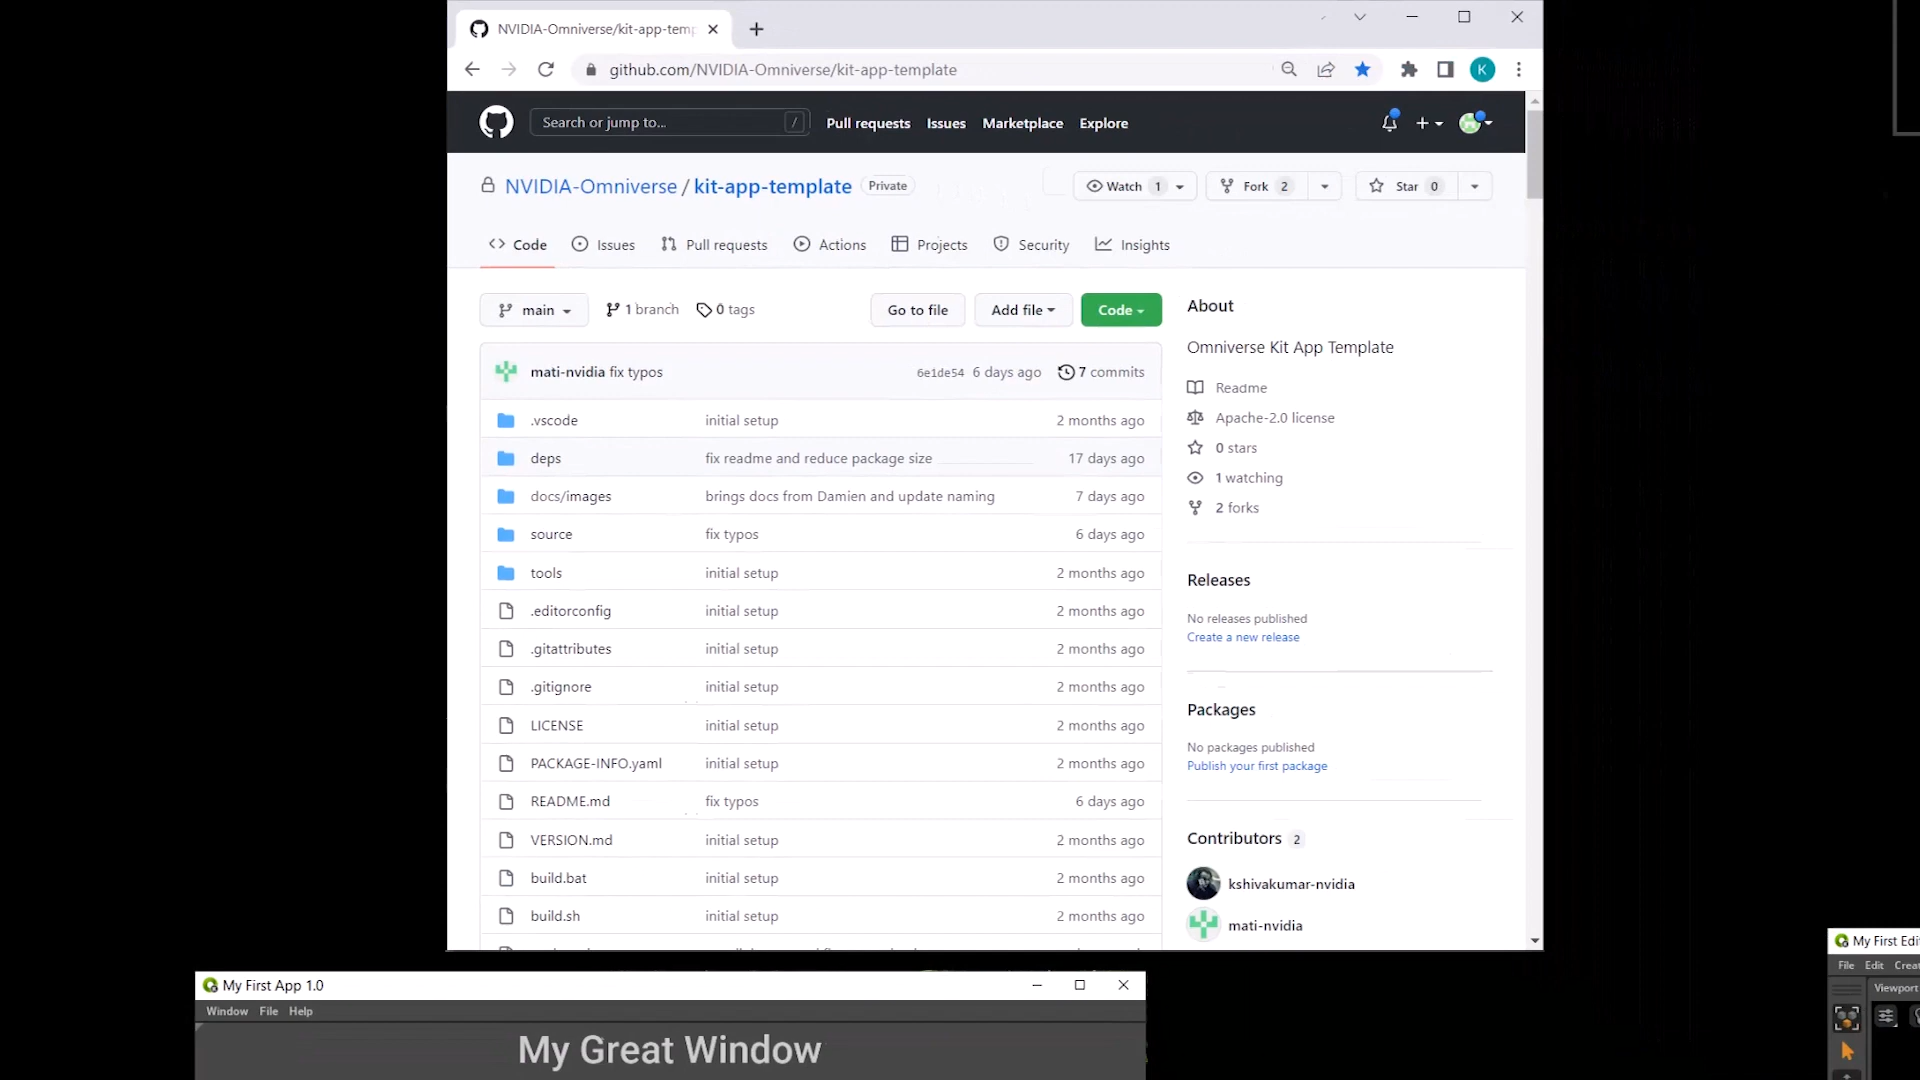 NVIDIA-Omniverse/kit-app-temp
github.com/NVIDIA-Omniverse/kit-app-template
K
Search or jump to...
/
Pull requests
Issues
Marketplace
Explore
NVIDIA-Omniverse / kit-app-template
Private
Watch 1
Fork 2
Star 0
Code
Issues
Pull requests
Actions
Projects
Security
Insights
main
1 branch
0 tags
Go to file
Add file
Code
mati-nvidia fix typos
6e1de54 6 days ago
7 commits
.vscode initial setup 2 months ago
deps fix readme and reduce package size 17 days ago
docs/images brings docs from Damien and update naming 7 days ago
source fix typos 6 days ago
tools initial setup 2 months ago
.editorconfig initial setup 2 months ago
.gitattributes initial setup 2 months ago
.gitignore initial setup 2 months ago
LICENSE initial setup 2 months ago
PACKAGE-INFO.yaml initial setup 2 months ago
README.md fix typos 6 days ago
VERSION.md initial setup 2 months ago
build.bat initial setup 2 months ago
build.sh initial setup 2 months ago
About
Omniverse Kit App Template
Readme
Apache-2.0 license
0 stars
1 watching
2 forks
Releases
No releases published
Create a new release
Packages
No packages published
Publish your first package
Contributors 2
kshivakumar-nvidia
mati-nvidia
My First App 1.0
Window File Help
My Great Window
My First Edi
File Edit Crea
Viewport